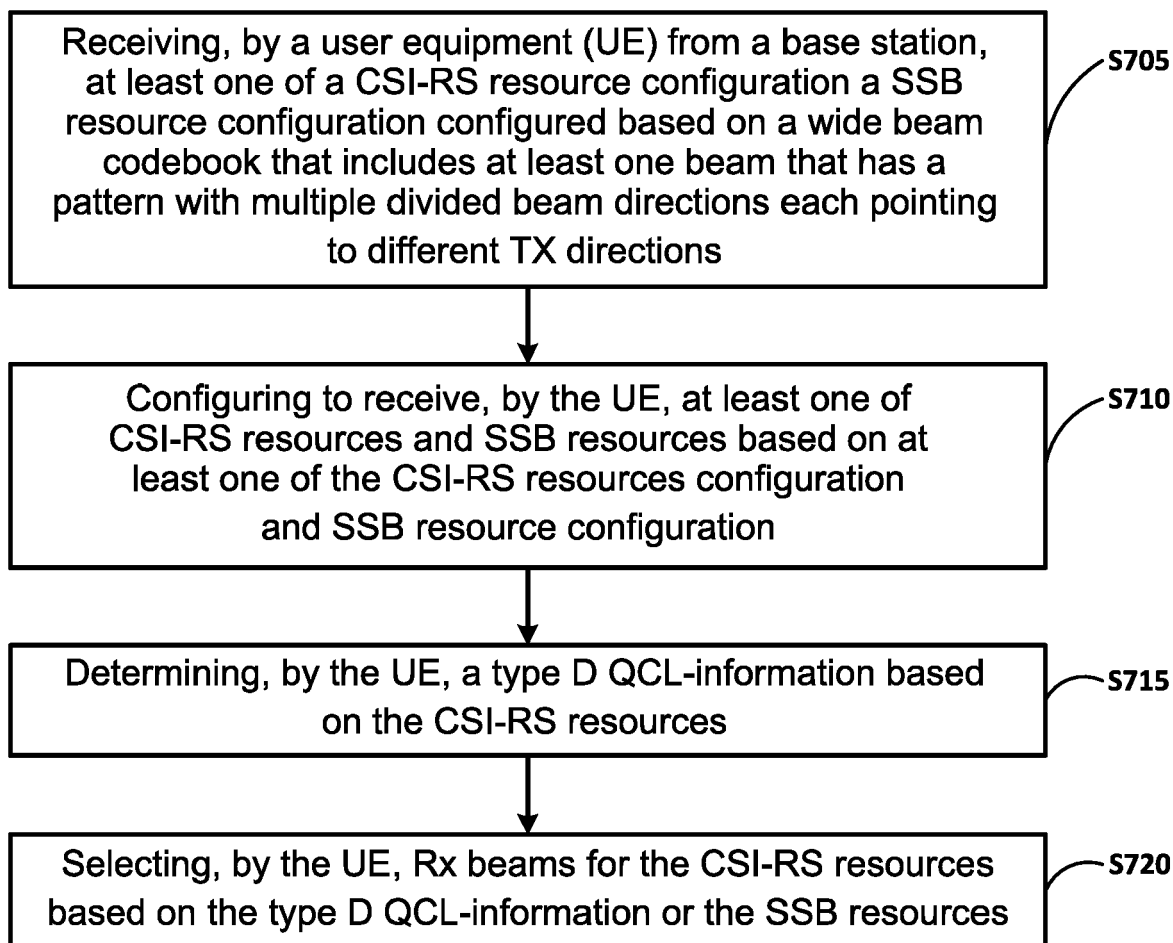 Receiving, by a user equipment (UE) from a base station,
at least one of a CSI-RS resource configuration a SSB
resource configuration configured based on a wide beam
codebook that includes at least one beam that has a
pattern with multiple divided beam directions each pointing
to different TX directions
S705
Configuring to receive, by the UE, at least one of
CSI-RS resources and SSB resources based on at
least one of the CSI-RS resources configuration
and SSB resource configuration
S710
Determining, by the UE, a type D QCL-information based
on the CSI-RS resources
S715
Selecting, by the UE, Rx beams for the CSI-RS resources
based on the type D QCL-information or the SSB resources
S720